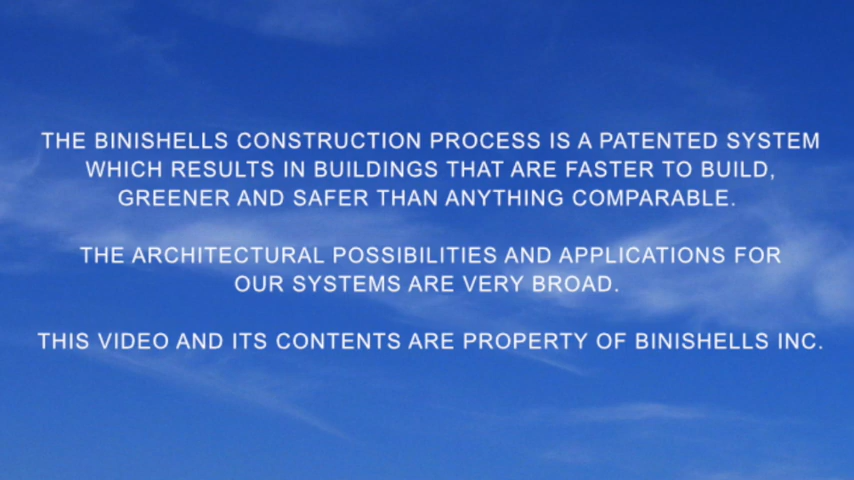 THE BINISHELLS CONSTRUCTION PROCESS IS A PATENTED SYSTEM
WHICH RESULTS IN BUILDINGS THAT ARE FASTER TO BUILD,
GREENER AND SAFER THAN ANYTHING COMPARABLE.
THE ARCHITECTURAL POSSIBILITIES AND APPLICATIONS FOR
OUR SYSTEMS ARE VERY BROAD.
THIS VIDEO AND ITS CONTENTS ARE PROPERTY OF BINISHELLS INC.